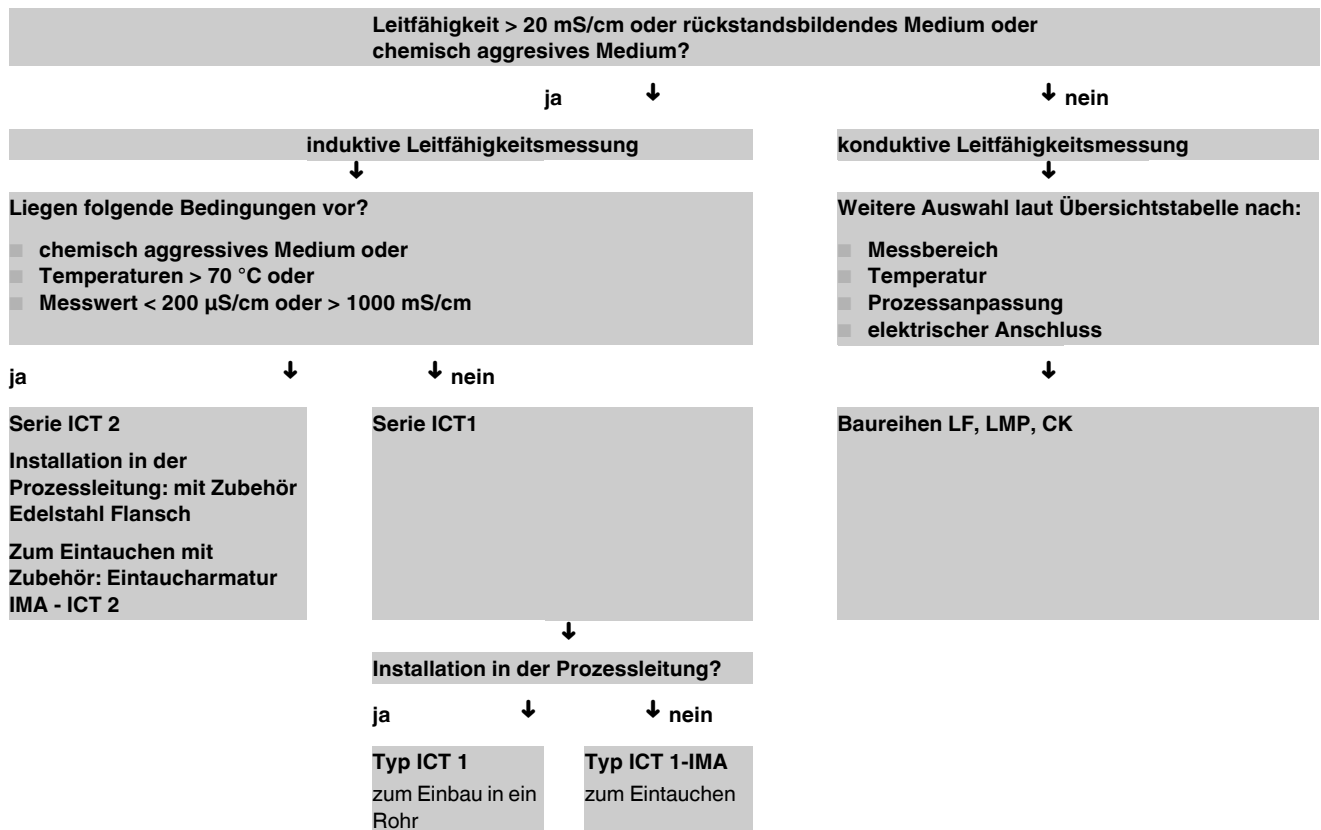 Leitfähigkeit > 20 mS/cm oder rückstandsbildendes Medium oder
chemisch aggresives Medium?
ja
nein
induktive Leitfähigkeitsmessung
konduktive Leitfähigkeitsmessung
Liegen folgende Bedingungen vor?
chemisch aggressives Medium oder
Temperaturen > 70 °C oder
Messwert < 200 µS/cm oder > 1000 mS/cm
Weitere Auswahl laut Übersichtstabelle nach:
Messbereich
Temperatur
Prozessanpassung
elektrischer Anschluss
ja
nein
Serie ICT 2
Installation in der
Prozessleitung: mit Zubehör
Edelstahl Flansch
Zum Eintauchen mit
Zubehör: Eintaucharmatur
IMA - ICT 2
Serie ICT1
Baureihen LF, LMP, CK
Installation in der Prozessleitung?
ja
nein
Typ ICT 1
zum Einbau in ein
Rohr
Typ ICT 1-IMA
zum Eintauchen